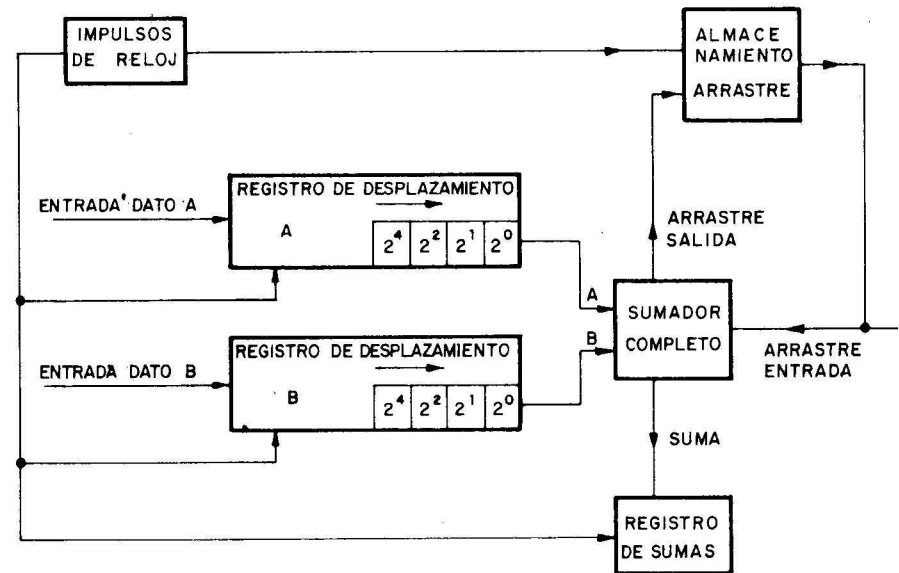 IMPULSOS
DE RELOJ
ALMACE
NAMIENTO
ARRASTRE
REGISTRO DE DESPLAZAMIENTO
ENTRADA DATO A
A
2⁴ 2² 2¹ 2⁰
ARRASTRE
SALIDA
A
SUMADOR
COMPLETO
B
ARRASTRE
ENTRADA
REGISTRO DE DESPLAZAMIENTO
ENTRADA DATO B
B
2⁴ 2² 2¹ 2⁰
SUMA
REGISTRO
DE SUMAS